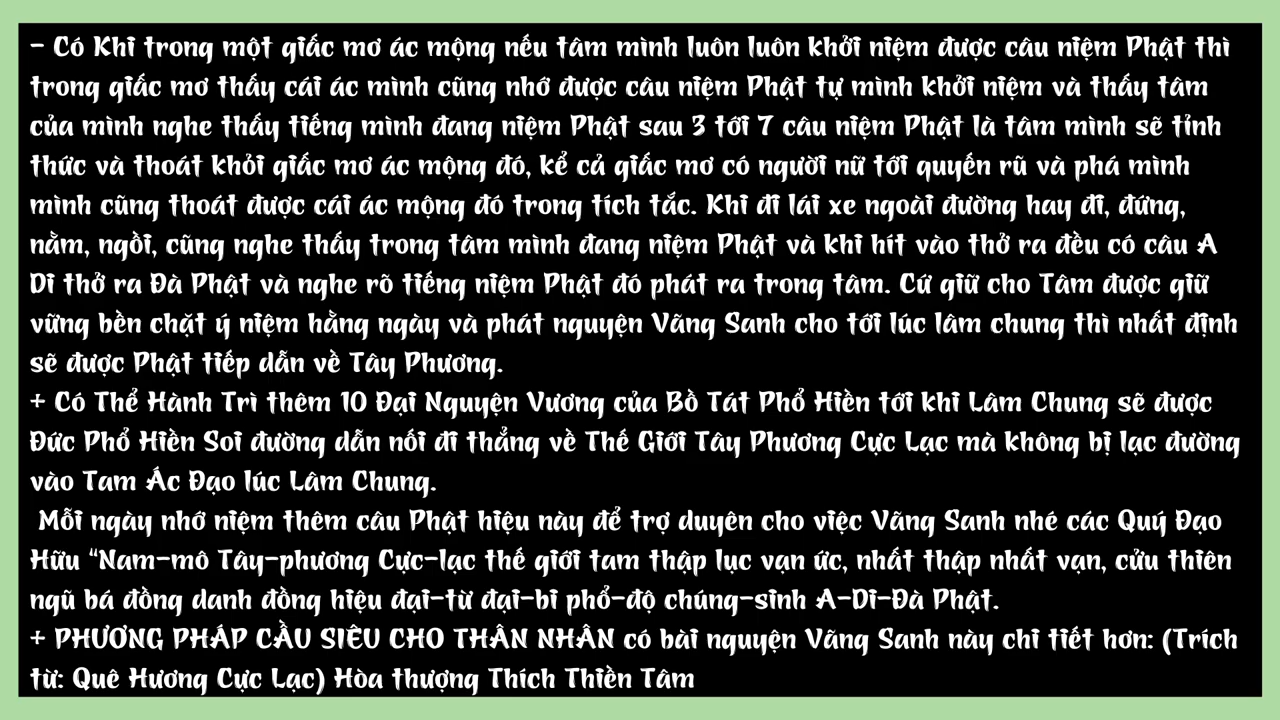 - Có Khi trong một giấc mơ ác mộng nếu tâm mình luôn luôn khởi niệm được câu niệm Phật thì
trong giấc mơ thấy cái ác mình cũng nhớ được câu niệm Phật tự mình khởi niệm và thấy tâm
của mình nghe thấy tiếng mình đang niệm Phật sau 3 tới 7 câu niệm Phật là tâm mình sẽ tỉnh
thức và thoát khỏi giấc mơ ác mộng đó, kể cả giấc mơ có người nữ tới quyến rũ và phá mình
mình cũng thoát được cái ác mộng đó trong tích tắc. Khi đi lái xe ngoài đường hay đi, đứng,
nằm, ngồi, cũng nghe thấy trong tâm mình đang niệm Phật và khi hít vào thở ra đều có câu A
Di thở ra Đà Phật và nghe rõ tiếng niệm Phật đó phát ra trong tâm. Cứ giữ cho Tâm được giữ
vững bền chặt ý niệm hằng ngày và phát nguyện Vãng Sanh cho tới lúc lâm chung thì nhất định
sẽ được Phật tiếp dẫn về Tây Phương.
+ Có Thể Hành Trì thêm 10 Đại Nguyện Vương của Bồ Tát Phổ Hiền tới khi Lâm Chung sẽ được
Đức Phổ Hiền Soi đường dẫn nối đi thẳng về Thế Giới Tây Phương Cực Lạc mà không bị lạc đường
vào Tam Ác Đạo lúc Lâm Chung.
Mỗi ngày nhớ niệm thêm câu Phật hiệu này để trợ duyên cho việc Vãng Sanh nhé các Quý Đạo
Hữu "Nam-mô Tây-phương Cực-lạc thế giới tam thập lục vạn ức, nhất thập nhất vạn, cửu thiên
ngũ bá đồng danh đồng hiệu đại-từ đại-bi phổ-độ chúng-sinh A-Di-Đà Phật.
+ PHƯƠNG PHÁP CẦU SIÊU CHO THÂN NHÂN có bài nguyện Vãng Sanh này chi tiết hơn: (Trích
từ: Quê Hương Cực Lạc) Hòa thượng Thích Thiền Tâm